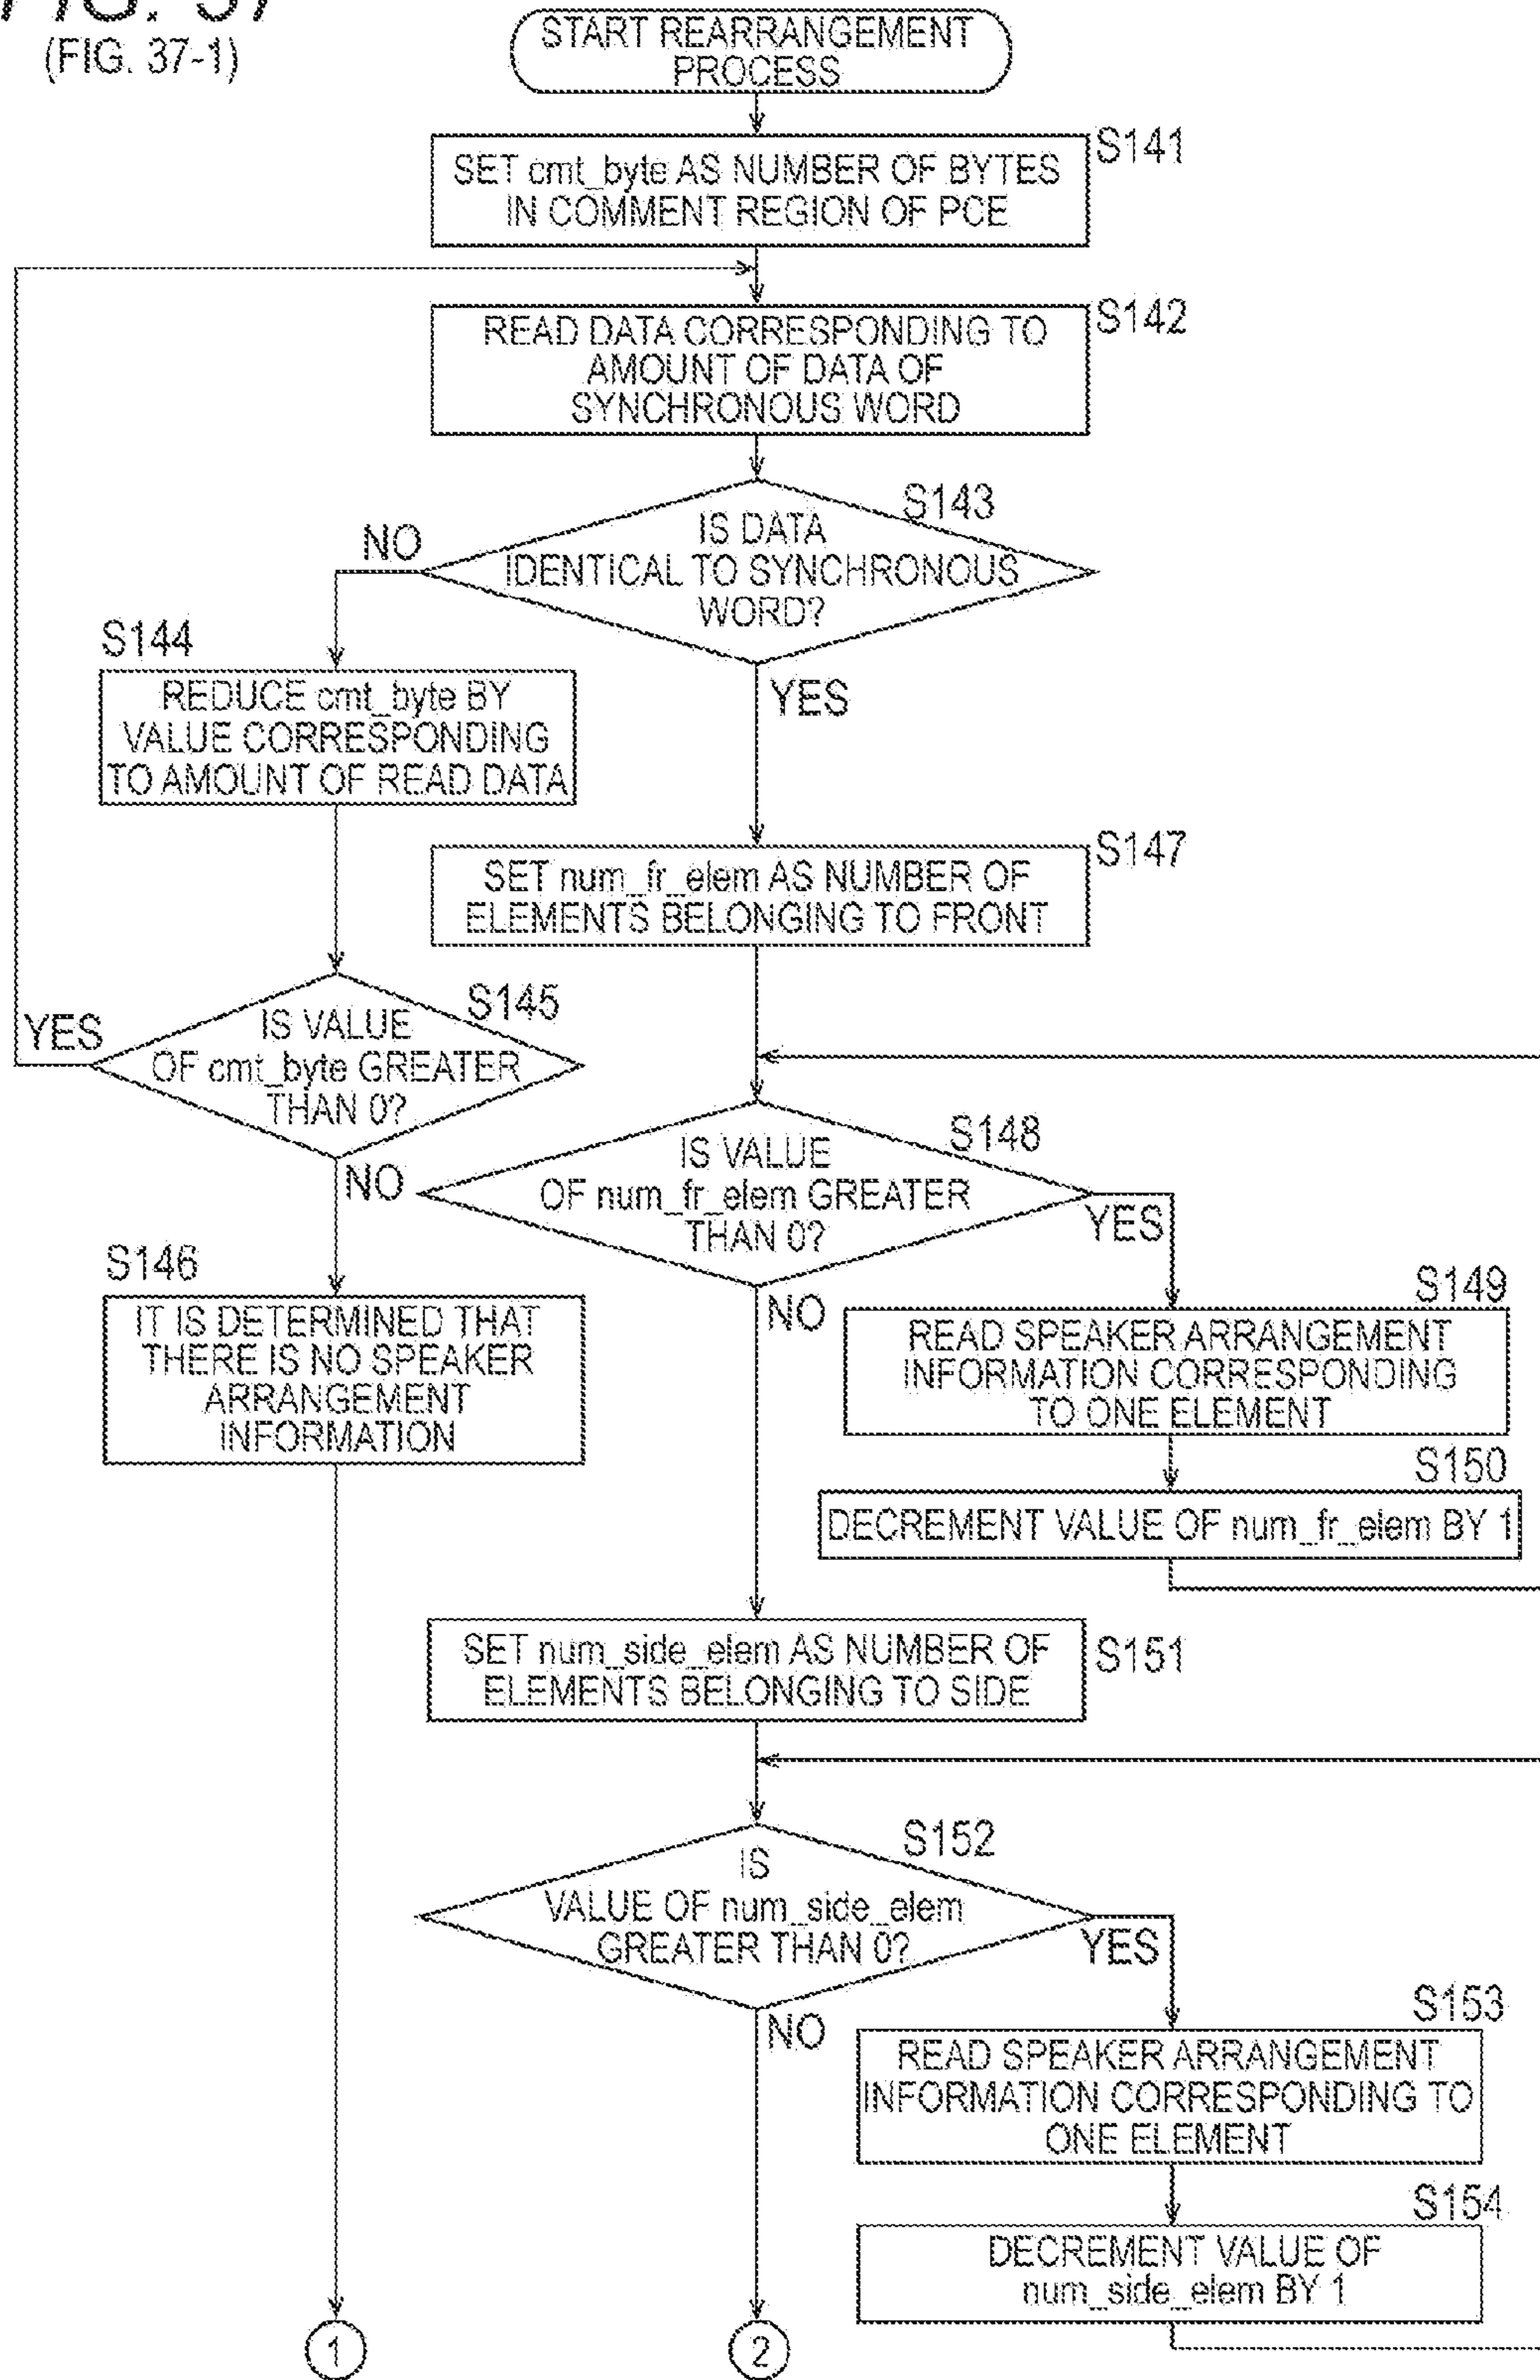 FIG. 37
(FIG. 37-1)
START REARRANGEMENT
PROCESS
S141
SET cmt_byte AS NUMBER OF BYTES
IN COMMENT REGION OF PCE
S142
READ DATA CORRESPONDING TO
AMOUNT OF DATA OF
SYNCHRONOUS WORD
S143
IS DATA
IDENTICAL TO SYNCHRONOUS
WORD?
NO
YES
S144
REDUCE cmt_byte BY
VALUE CORRESPONDING
TO AMOUNT OF READ DATA
S147
SET num_fr_elem AS NUMBER OF
ELEMENTS BELONGING TO FRONT
S145
IS VALUE
OF cmt_byte GREATER
THAN 0?
YES
NO
S148
IS VALUE
OF num_fr_elem GREATER
THAN 0?
YES
NO
S146
IT IS DETERMINED THAT
THERE IS NO SPEAKER
ARRANGEMENT
INFORMATION
S149
READ SPEAKER ARRANGEMENT
INFORMATION CORRESPONDING
TO ONE ELEMENT
S150
DECREMENT VALUE OF num_fr_elem BY 1
S151
SET num_side_elem AS NUMBER OF
ELEMENTS BELONGING TO SIDE
S152
IS
VALUE OF num_side_elem
GREATER THAN 0?
YES
NO
S153
READ SPEAKER ARRANGEMENT
INFORMATION CORRESPONDING TO
ONE ELEMENT
S154
DECREMENT VALUE OF
num_side_elem BY 1
1
2